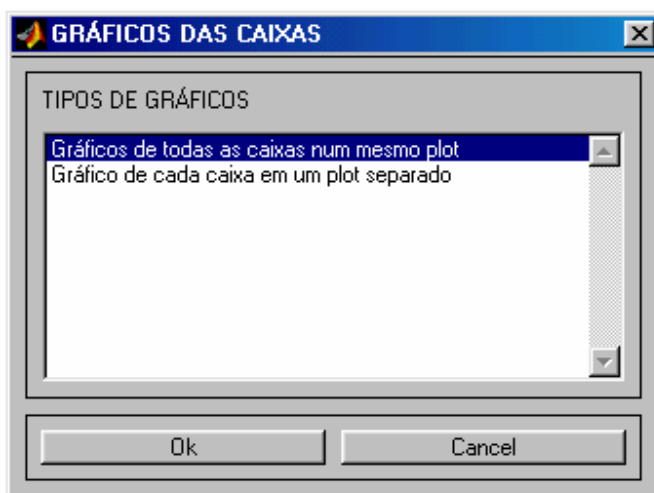 GRÁFICOS DAS CAIXAS
TIPOS DE GRÁFICOS
Gráficos de todas as caixas num mesmo plot
Gráfico de cada caixa em um plot separado
Ok
Cancel